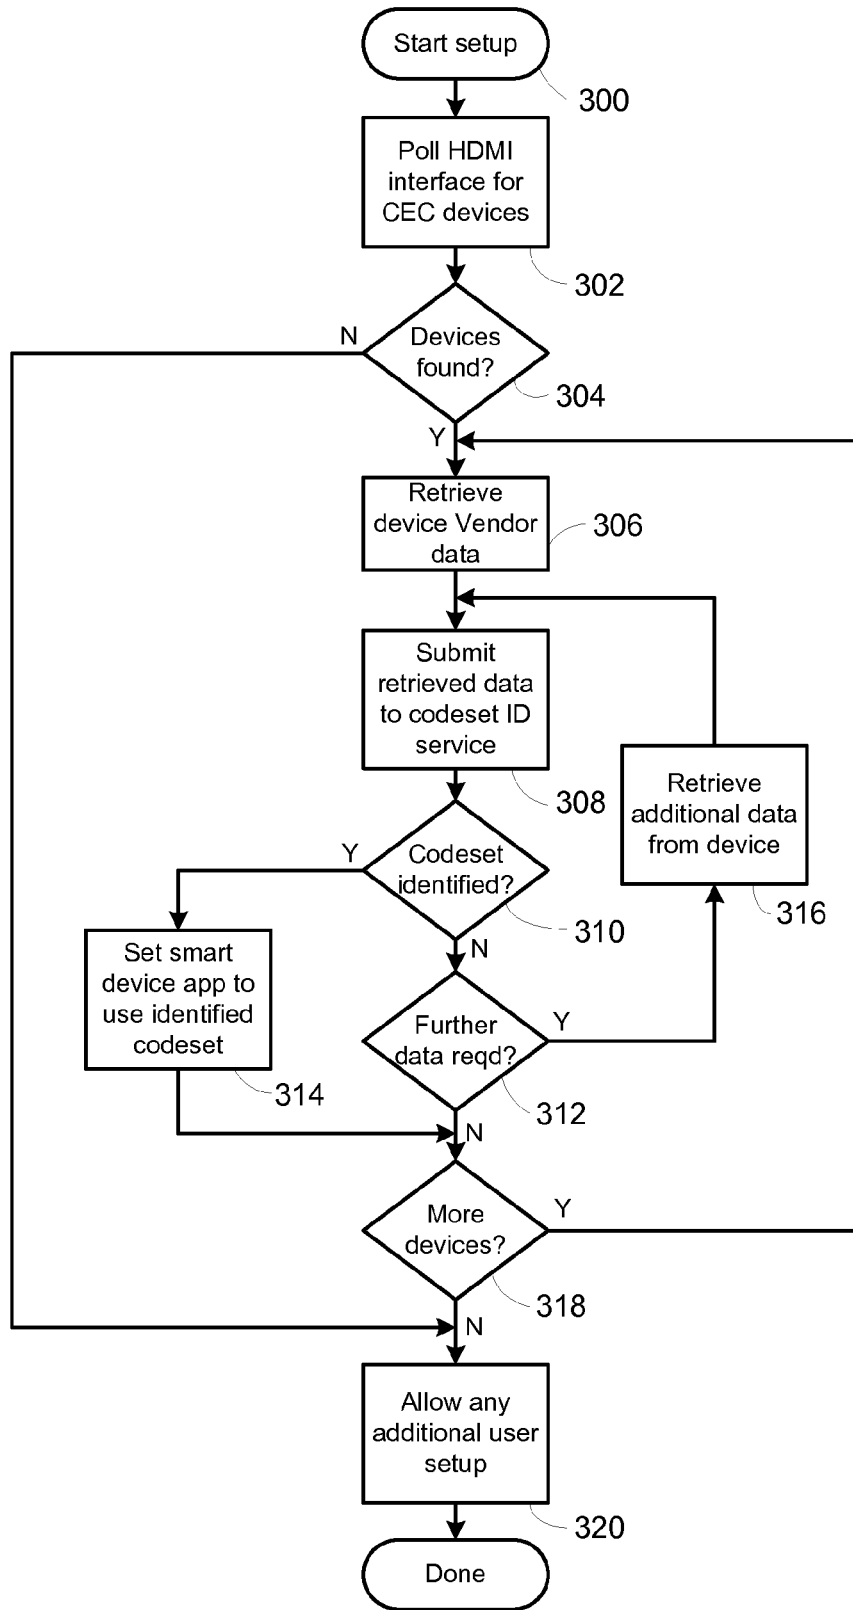 Start setup
300
Poll HDMI
interface for
CEC devices
302
N
Devices
found?
304
Y
Retrieve
device Vendor
data
306
Submit
retrieved data
to codeset ID
service
308
Retrieve
additional data
from device
316
Y
Codeset
identified?
310
N
Set smart
device app to
use identified
codeset
314
Further
data reqd?
Y
312
N
More
devices?
Y
318
N
Allow any
additional user
setup
320
Done